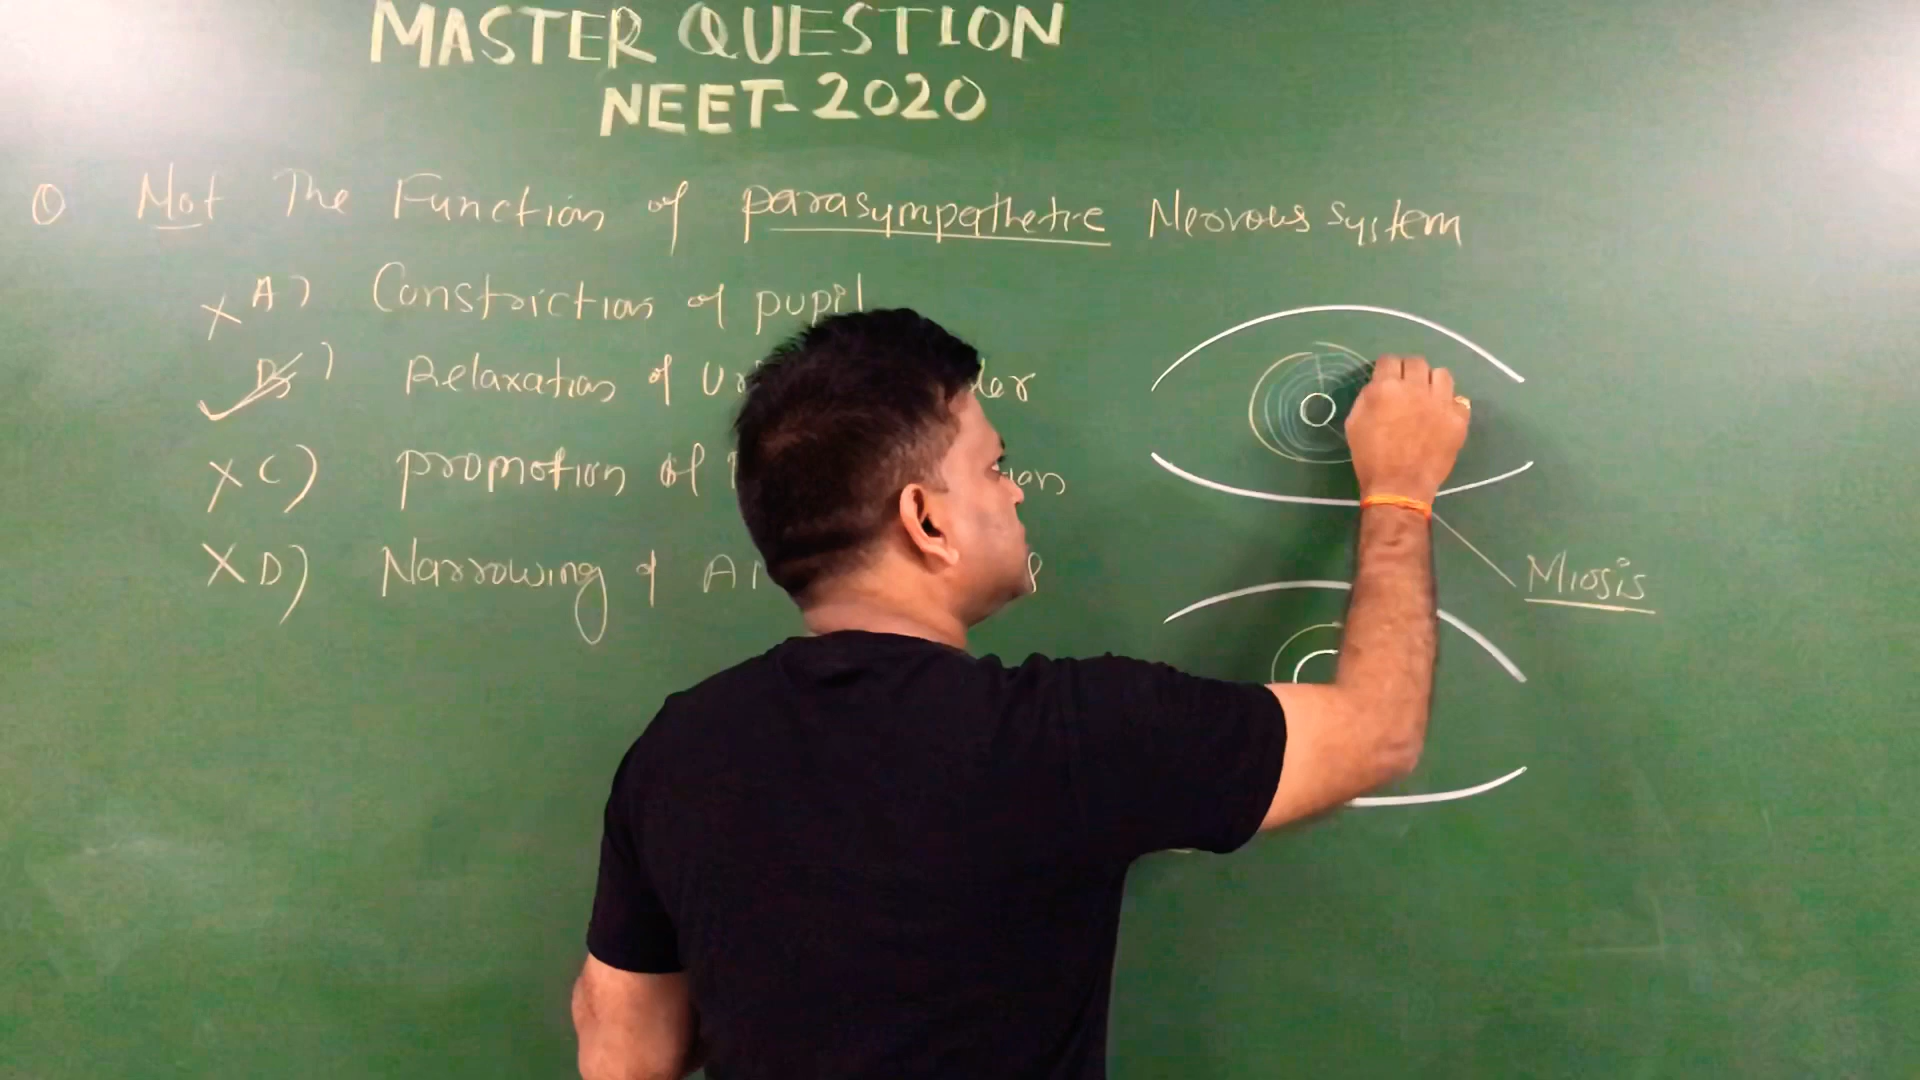 MASTER QUESTION
NEET-2020
Q Not The Function of parasympathetic Nervous system
X A) Constriction of pupil
B) Relaxation of
X C) promotion of
X D) Narrowing of
Miosis